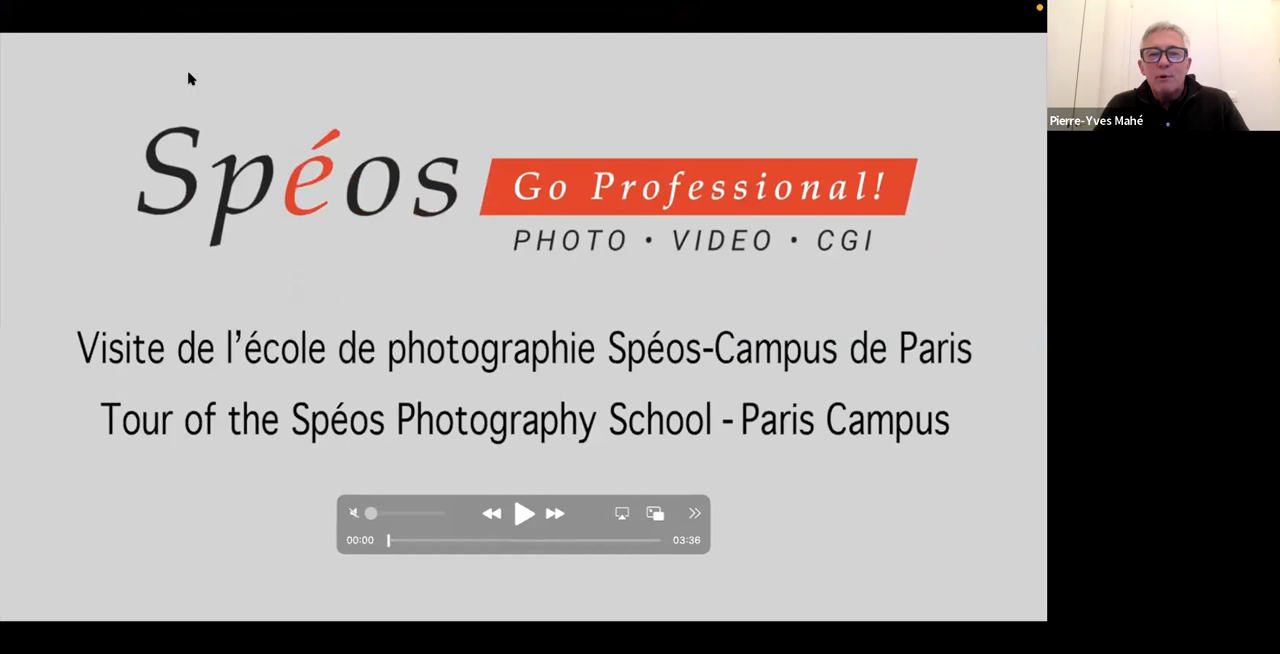 Spéos
Go Professional!
PHOTO • VIDEO • CGI
Visite de l’école de photographie Spéos-Campus de Paris
Tour of the Spéos Photography School - Paris Campus
00:00
03:36
Pierre-Yves Mahé